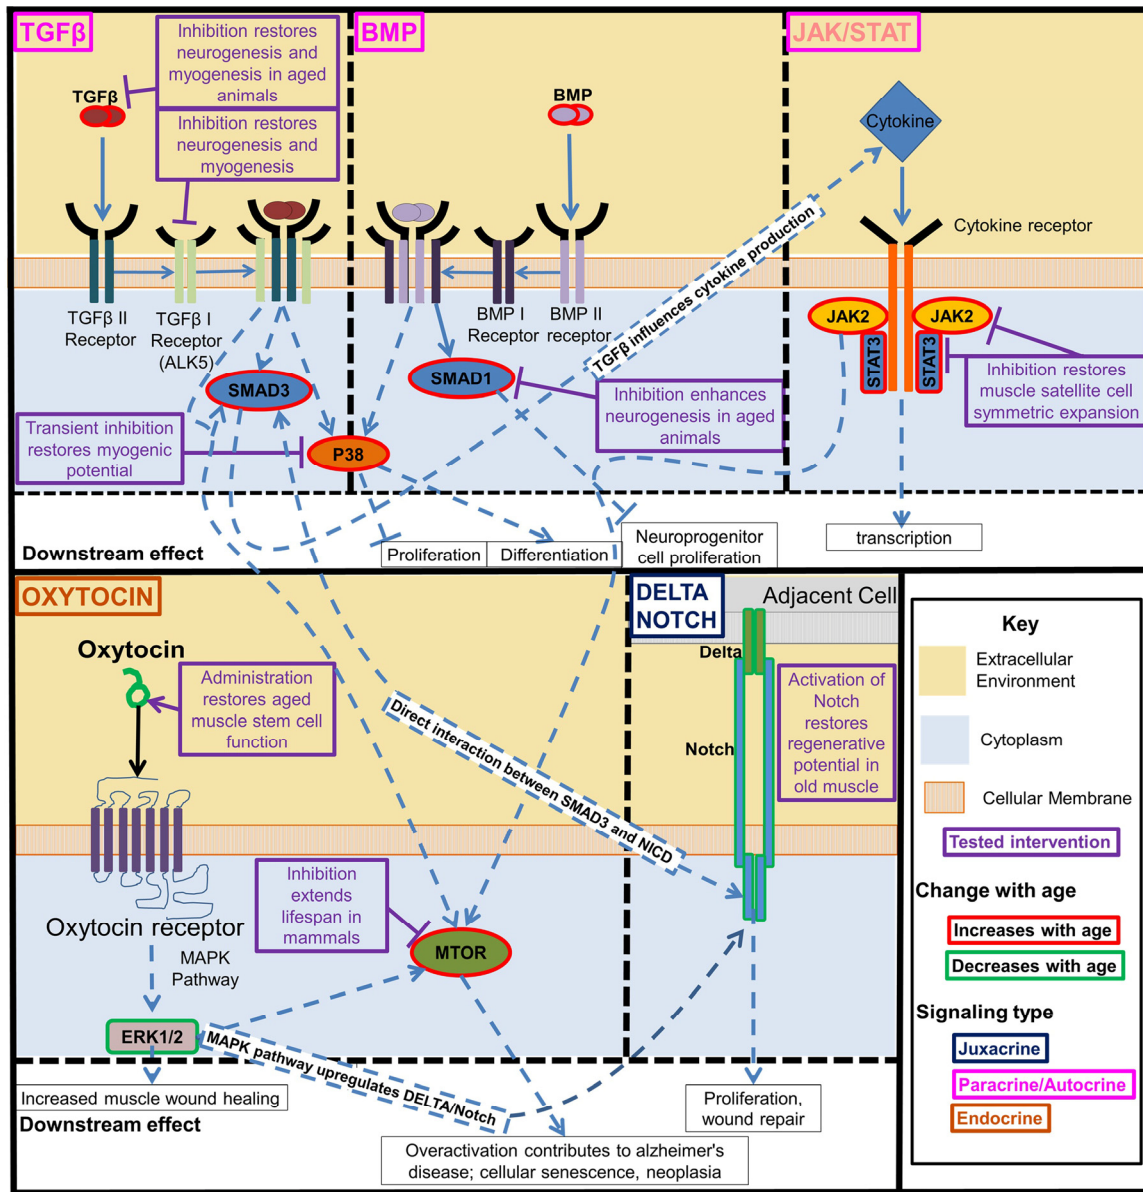 TGFβ
Inhibition restores
neurogenesis and
myogenesis in aged
animals
TGFβ
Inhibition restores
neurogenesis and
myogenesis
TGFβ II
Receptor
TGFβ I
Receptor
(ALK5)
SMAD3
Transient inhibition
restores myogenic
potential
P38
BMP
BMP
BMP I
Receptor
BMP II
receptor
SMAD1
Inhibition enhances
neurogenesis in aged
animals
TGFβ influences cytokine production
JAK/STAT
Cytokine
Cytokine receptor
JAK2
JAK2
STAT3
STAT3
Inhibition restores
muscle satellite cell
symmetric expansion
Downstream effect
Proliferation
Differentiation
Neuroprogenitor
cell proliferation
transcription
OXYTOCIN
Oxytocin
Administration
restores aged
muscle stem cell
function
Oxytocin receptor
MAPK
Pathway
ERK1/2
Inhibition
extends
lifespan in
mammals
MTOR
Direct interaction between SMAD3 and NICD
MAPK pathway upregulates DELTA/Notch
Increased muscle wound healing
Downstream effect
Overactivation contributes to alzheimer's
disease; cellular senescence, neoplasia
DELTA
NOTCH
Adjacent Cell
Delta
Notch
Activation of
Notch
restores
regenerative
potential in
old muscle
Proliferation,
wound repair
Key
Extracellular
Environment
Cytoplasm
Cellular Membrane
Tested intervention
Change with age
Increases with age
Decreases with age
Signaling type
Juxacrine
Paracrine/Autocrine
Endocrine